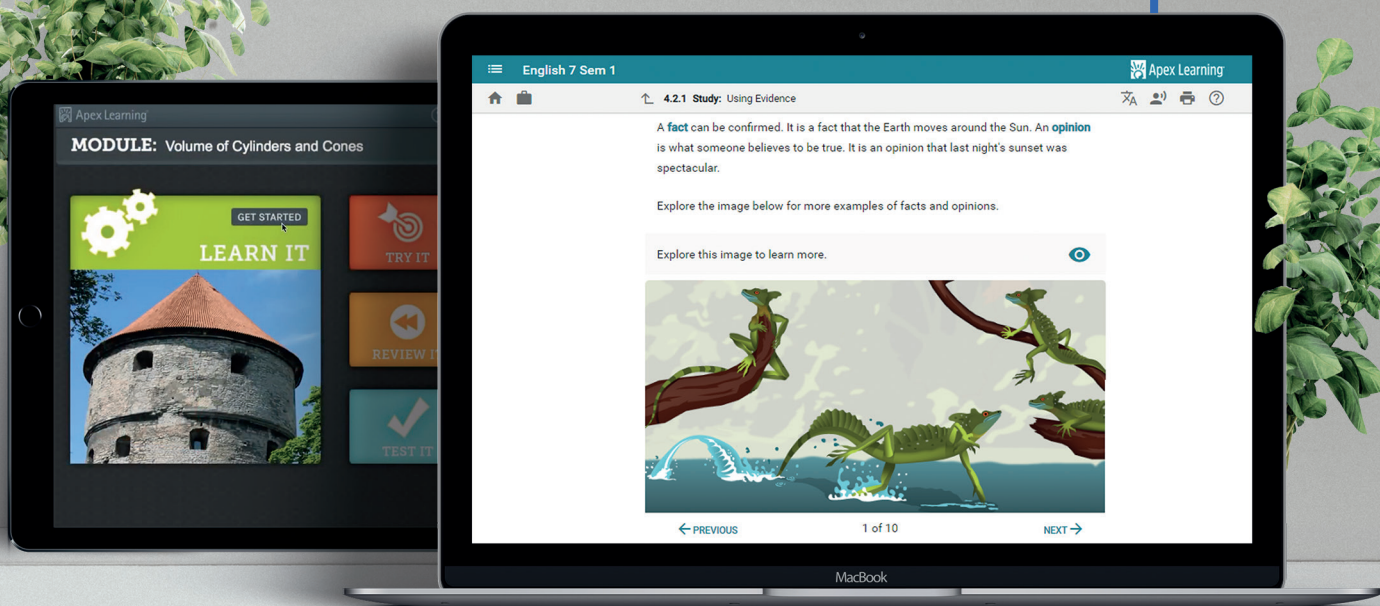 Apex Learning
MODULE: Volume of Cylinders and Cones
GET STARTED
LEARN IT
TRY IT
REVIEW IT
TEST IT
English 7 Sem 1
Apex Learning
4.2.1 Study: Using Evidence
A fact can be confirmed. It is a fact that the Earth moves around the Sun. An opinion
is what someone believes to be true. It is an opinion that last night's sunset was
spectacular.
Explore the image below for more examples of facts and opinions.
Explore this image to learn more.
PREVIOUS
1 of 10
NEXT
MacBook